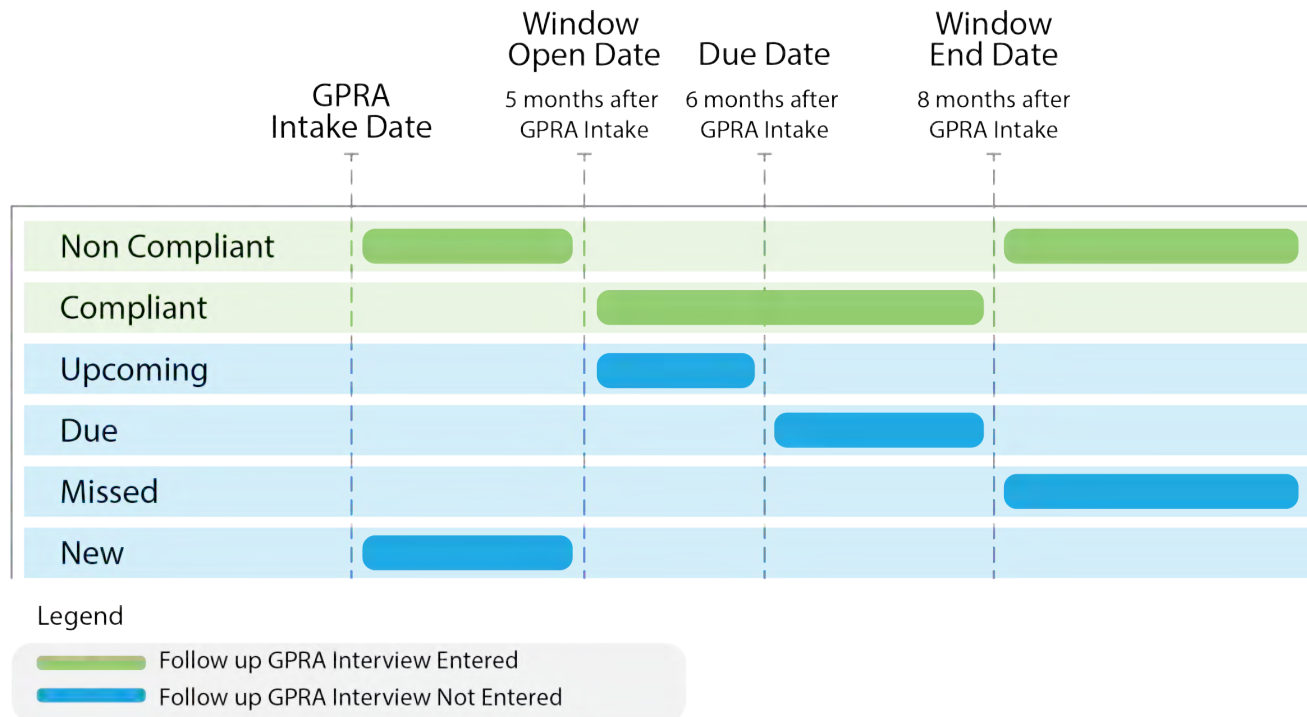 GPRA
Intake Date
Window
Open Date
5 months after
GPRA Intake
Due Date
6 months after
GPRA Intake
Window
End Date
8 months after
GPRA Intake
Non Compliant
Compliant
Upcoming
Due
Missed
New
Legend
Follow up GPRA Interview Entered
Follow up GPRA Interview Not Entered